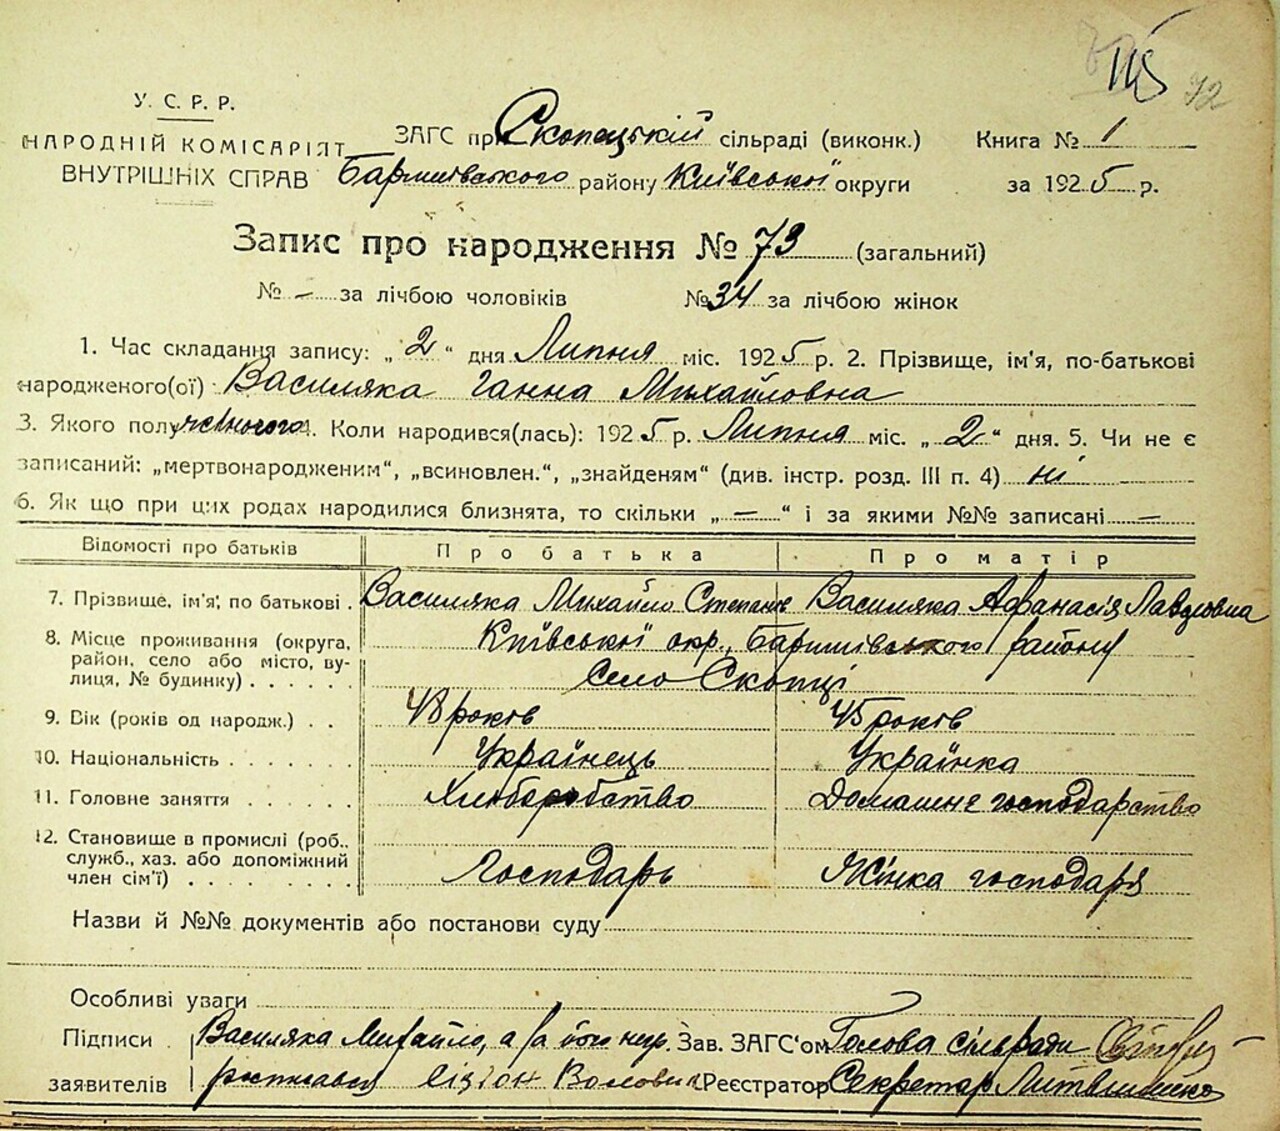 115 72
У. С. Р. Р.
НАРОДНІЙ КОМІСАРІЯТ
ВНУТРІШНІХ СПРАВ
ЗАГС при Скопецькій сільраді (виконк.) Книга № 1
Баришівського району Київської округи за 1925 р.
Запис про народження № 73 (загальний)
№ – за лічбою чоловіків № 34 за лічбою жінок
1. Час складання запису: „2“ дня Липня міс. 1925 р. 2. Прізвище, ім'я, по-батькові
народженого(ої) Василяка Ганна Михайловна
3. Якого полу жіночого 4. Коли народився(лась): 1925 р. Липня міс. „2“ дня. 5. Чи не є
записаний: „мертвонародженим“, „всиновлен.“, „знайденям“ (див. інстр. розд. III п. 4) ні
6. Як що при цих родах народилися близнята, то скільки „—“ і за якими №№ записані —
Відомості про батьків Про батька Про матір
7. Прізвище, ім'я, по батькові . Василяка Михайло Степан Василяка Афанасія Павловна
8. Місце проживання (округа, район, село або місто, вулиця, № будинку) . . . . . . Київської окр., Баришівського району
Село Скопці
9. Вік (років од народж.) . . 48 років 45 років
10. Національність . . . . . . . Українець Українка
11. Головне заняття . . . . . . Хлиборобство Домашнє господарство
12. Становище в промислі (роб., служб., хаз. або допоміжний член сім'ї) . . . . . . . . Господарь Жінка господаря
Назви й №№ документів або постанови суду
Особливі уваги
Підписи Василяка Михайло, а за його непр. Зав. ЗАГС'ом Голова сільради
заявителів росписався Реєстратор Секретар Литвиненко